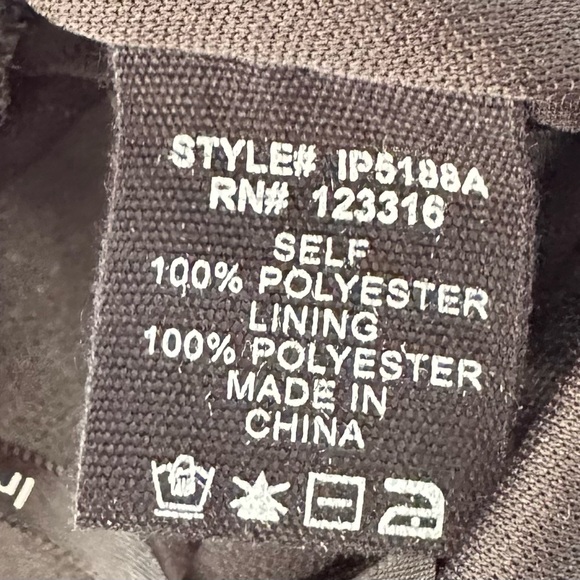 STYLE# IP5188A
RN# 123316
SELF
100% POLYESTER
LINING
100% POLYESTER
MADE IN
CHINA